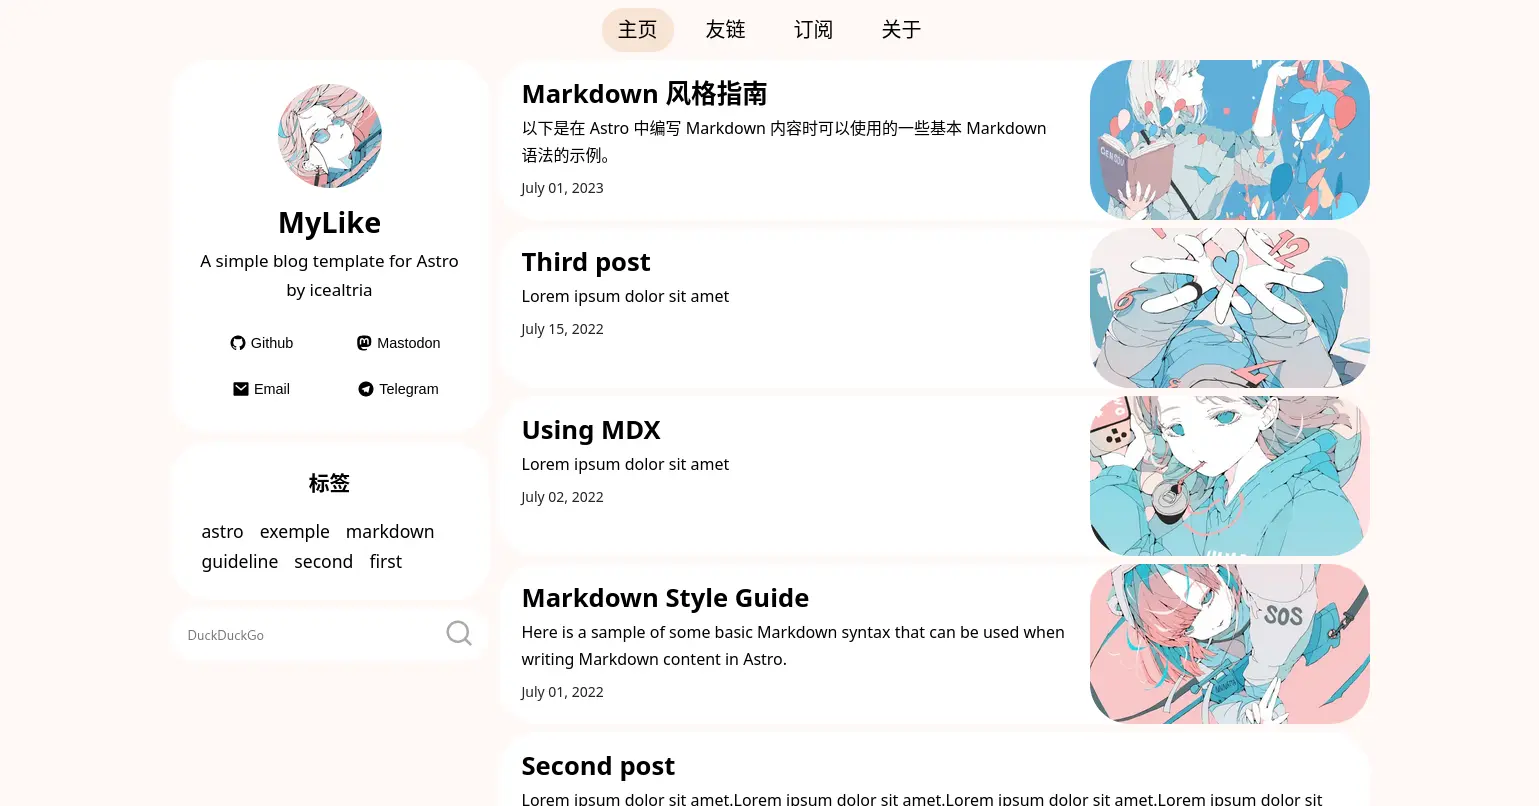 主页 友链 订阅 关于
MyLike
A simple blog template for Astro
by icealtria
Github Mastodon
Email Telegram
标签
astro exemple markdown
guideline second first
DuckDuckGo
Markdown 风格指南
以下是在 Astro 中编写 Markdown 内容时可以使用的一些基本 Markdown
语法的示例。
July 01, 2023
Third post
Lorem ipsum dolor sit amet
July 15, 2022
12
Using MDX
Lorem ipsum dolor sit amet
July 02, 2022
Markdown Style Guide
Here is a sample of some basic Markdown syntax that can be used when
writing Markdown content in Astro.
July 01, 2022
SOS
Second post
Lorem ipsum dolor sit amet.Lorem ipsum dolor sit amet.Lorem ipsum dolor sit amet.Lorem ipsum dolor sit